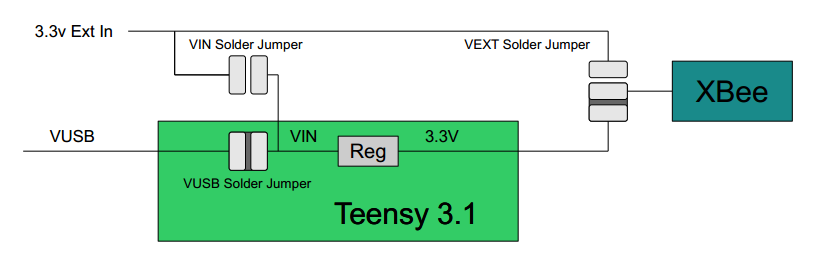 3.3v Ext In
VIN Solder Jumper
VEXT Solder Jumper
XBee
VUSB
VIN
3.3V
Reg
VUSB Solder Jumper
Teensy 3.1